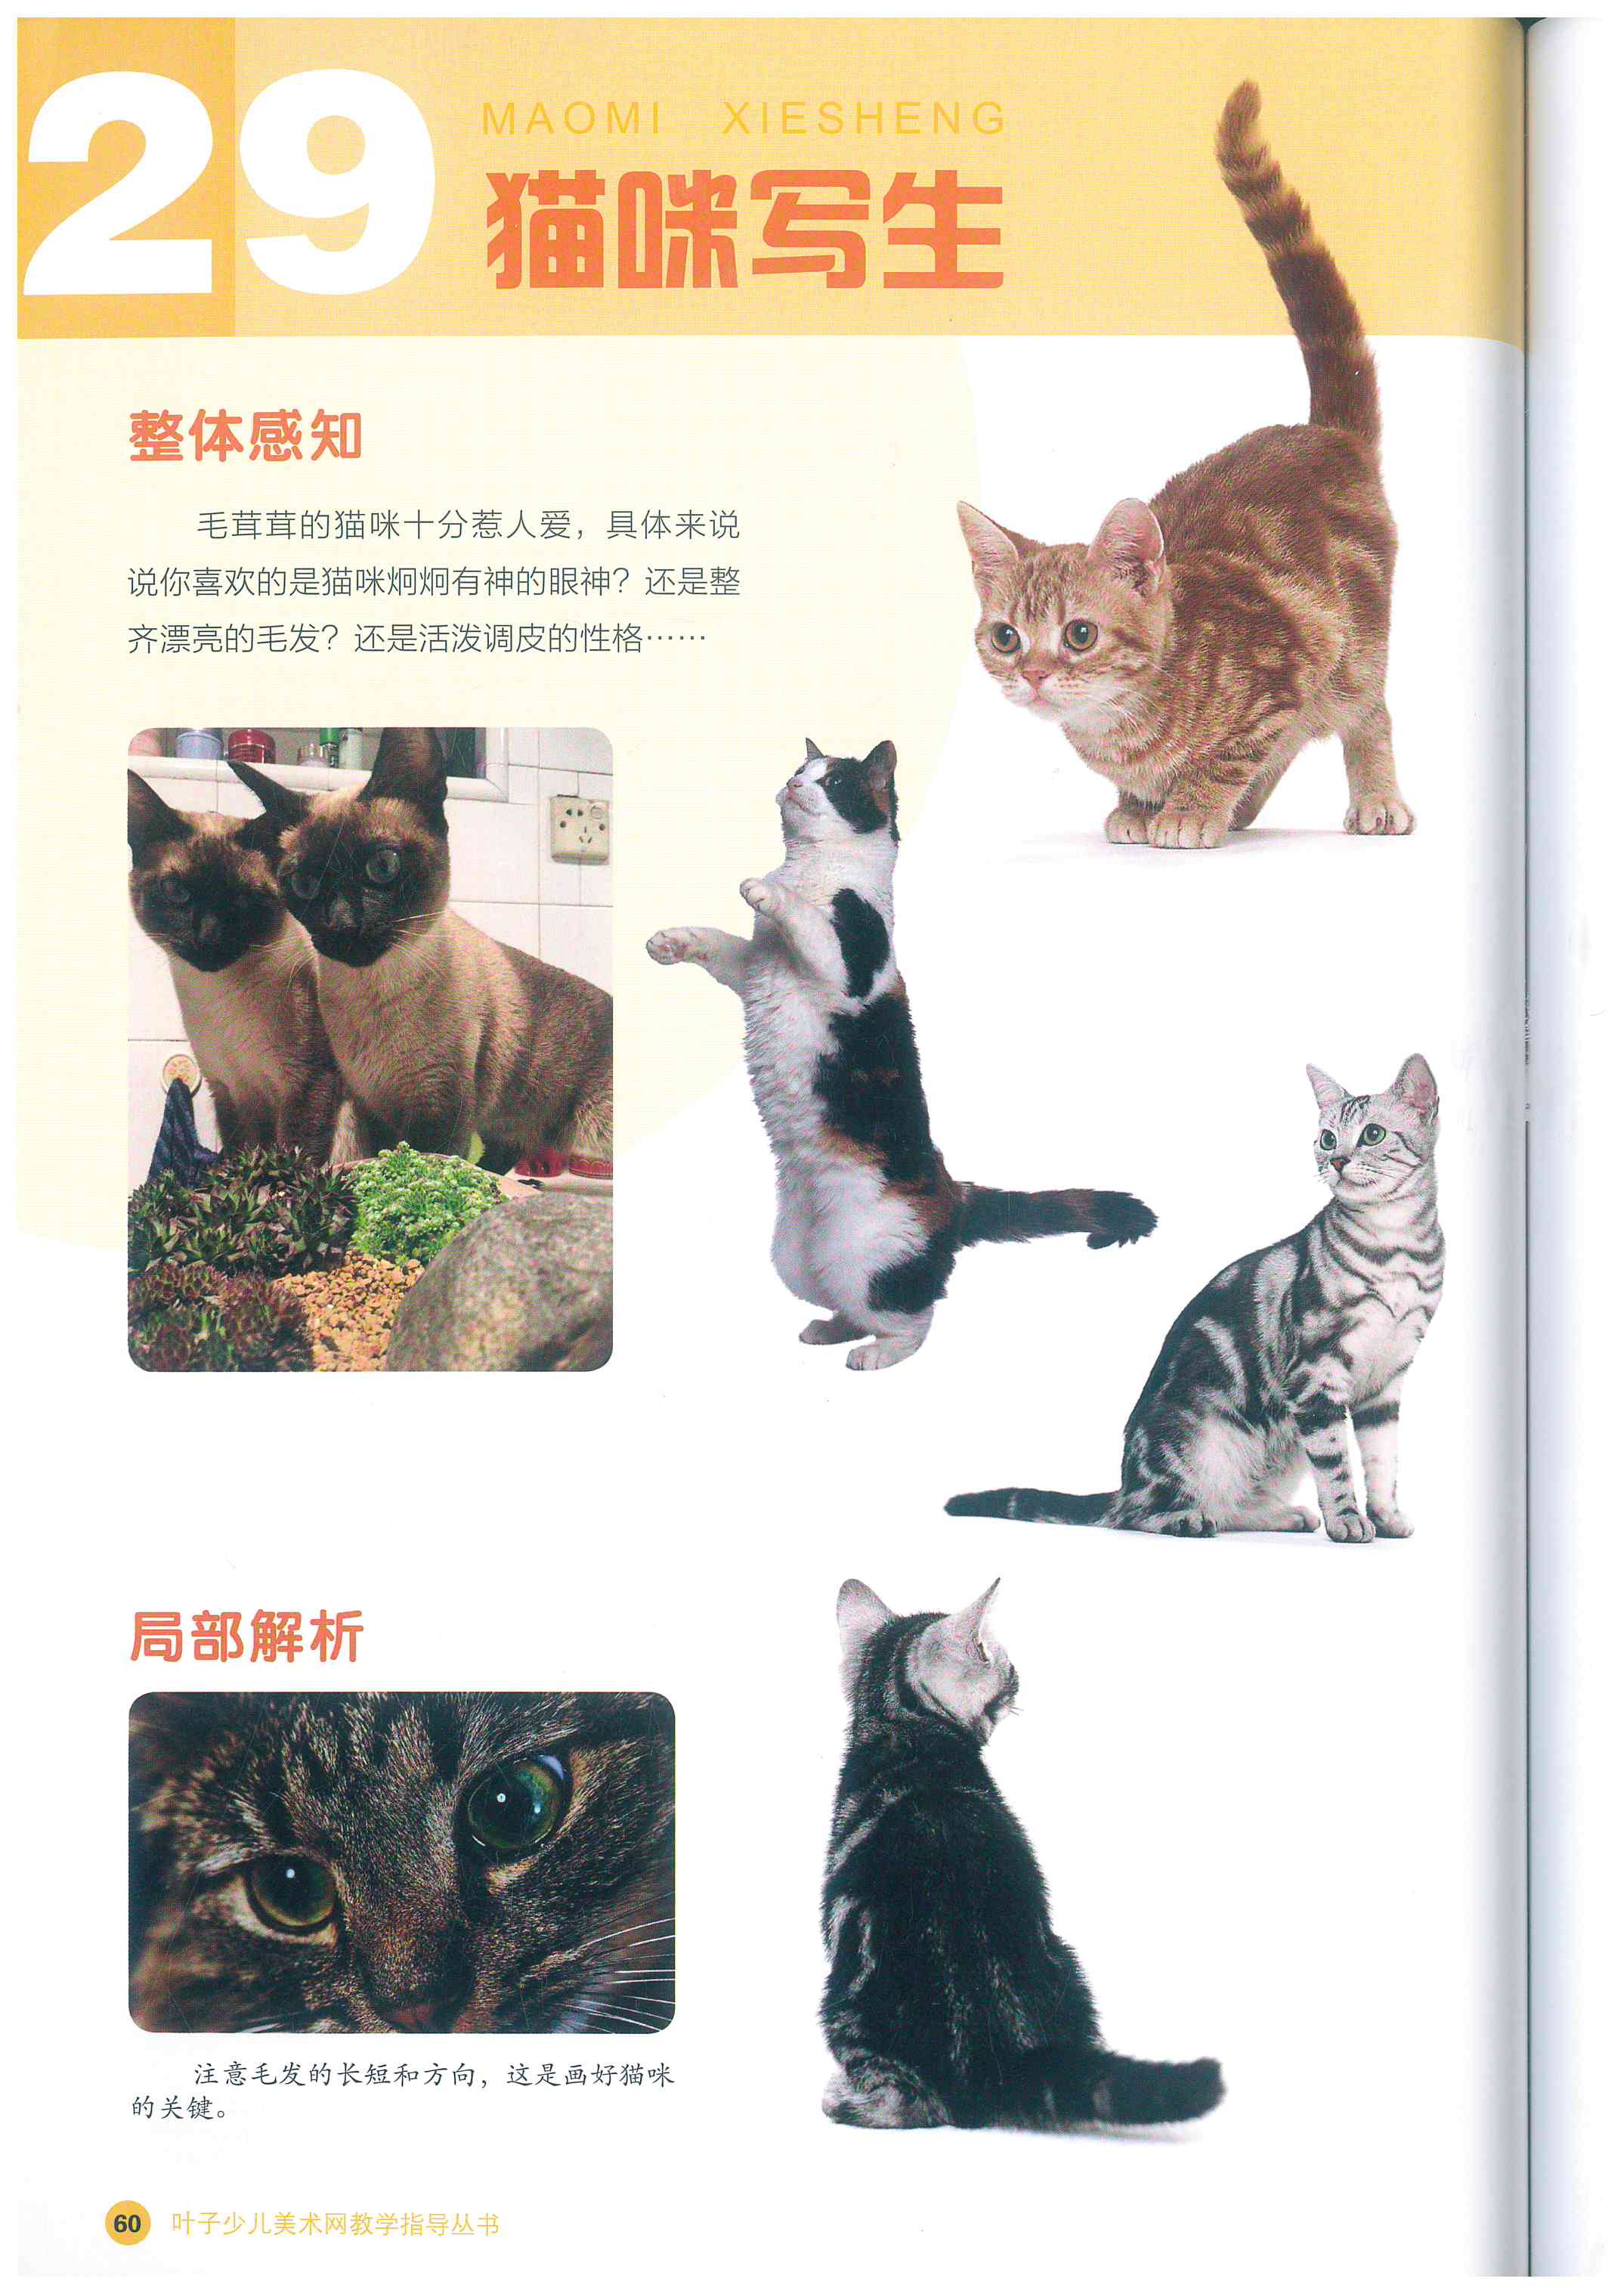 29
MAOMI XIESHENG
猫咪写生
整体感知
毛茸茸的猫咪十分惹人爱，具体来说
说你喜欢的是猫咪炯炯有神的眼神？还是整
齐漂亮的毛发？还是活泼调皮的性格……
局部解析
注意毛发的长短和方向，这是画好猫咪
的关键。
60 叶子少儿美术网教学指导丛书